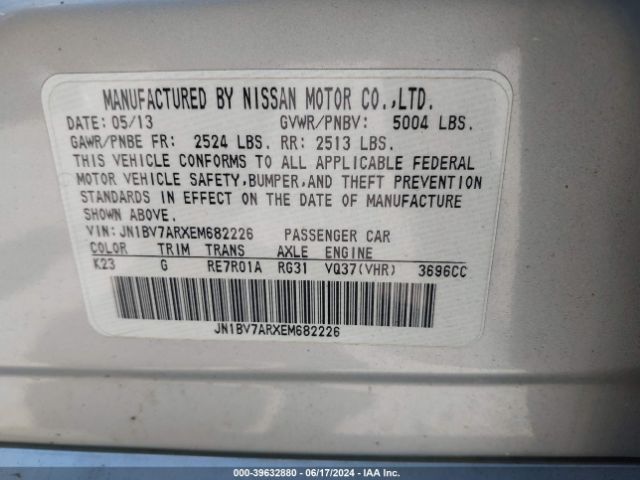 MANUFACTURED BY NISSAN MOTOR CO.,LTD.
DATE: 05/13 GVWR/PNBV: 5004 LBS.
GAWR/PNBE FR: 2524 LBS. RR: 2513 LBS.
THIS VEHICLE CONFORMS TO ALL APPLICABLE FEDERAL
MOTOR VEHICLE SAFETY,BUMPER,AND THEFT PREVENTION
STANDARDS IN EFFECT ON THE DATE OF MANUFACTURE
SHOWN ABOVE.
VIN: JN1BV7ARXEM682226 PASSENGER CAR
COLOR TRIM TRANS AXLE ENGINE
K23 G RE7R01A RG31 VQ37(VHR) 3696CC
JN1BV7ARXEM682226
000-39632880 - 06/17/2024 - IAA Inc.